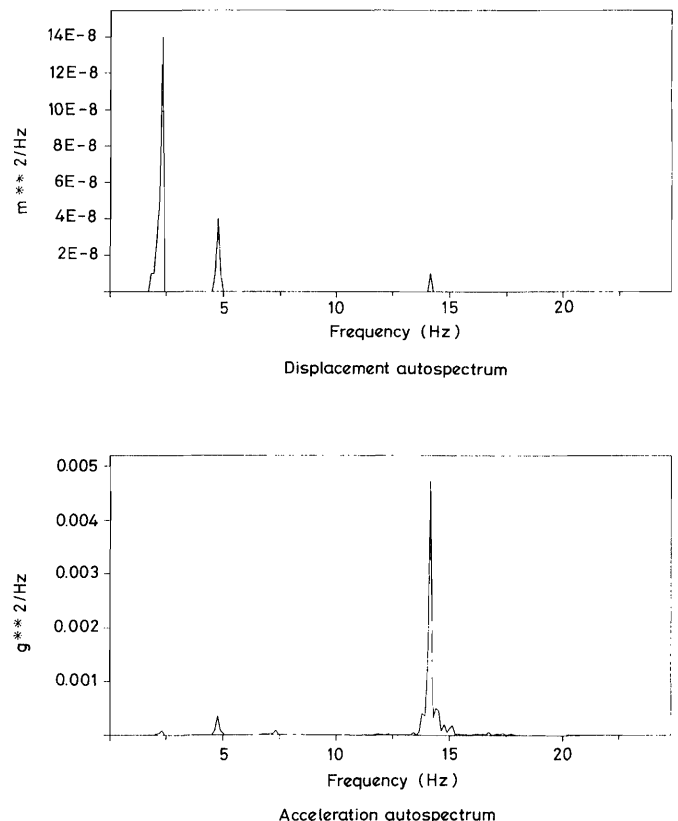 14E-8
12E-8
10E-8
8E-8
6E-8
4E-8
2E-8
m ** 2/Hz
5 10 15 20
Frequency (Hz)
Displacement autospectrum
0.005
0.004
0.003
0.002
0.001
g** 2/Hz
5 10 15 20
Frequency (Hz)
Acceleration autospectrum